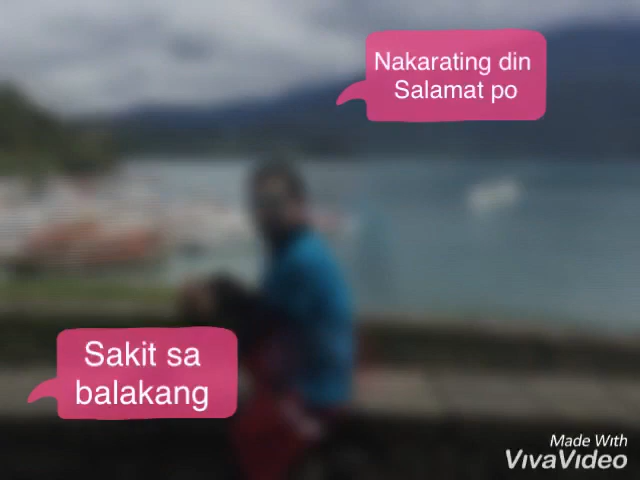 Nakarating din
Salamat po
Sakit sa
balakang
Made With
VivaVideo